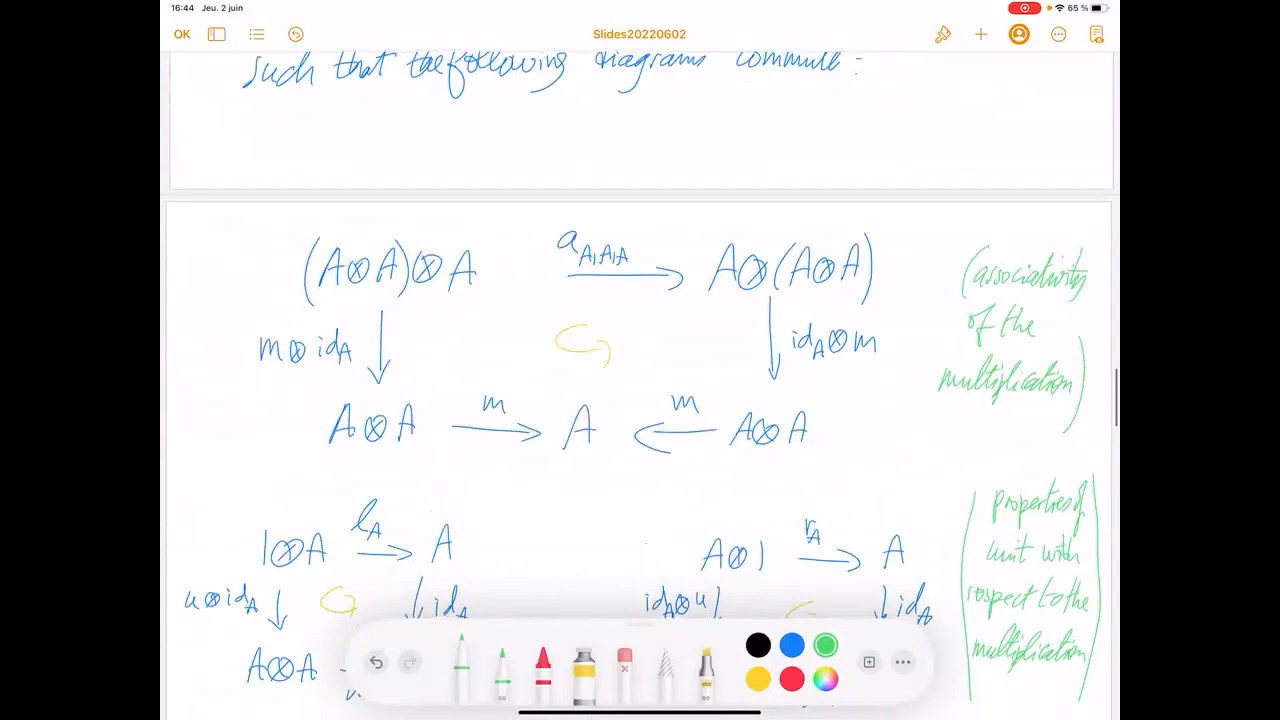 16:44 Jeu. 2 juin
65 %
OK
Slides20220602
such that the following diagrams commute :
(A⊗A)⊗A a_{A,A,A} A⊗(A⊗A)
(associativity
of the
multiplication)
m⊗id_A id_A⊗m
A⊗A m A m A⊗A
1⊗A l_A A
A⊗1 r_A A
u⊗id_A id_A
id_A⊗u id_A
A⊗A
(properties of
unit with
respect to the
multiplication)